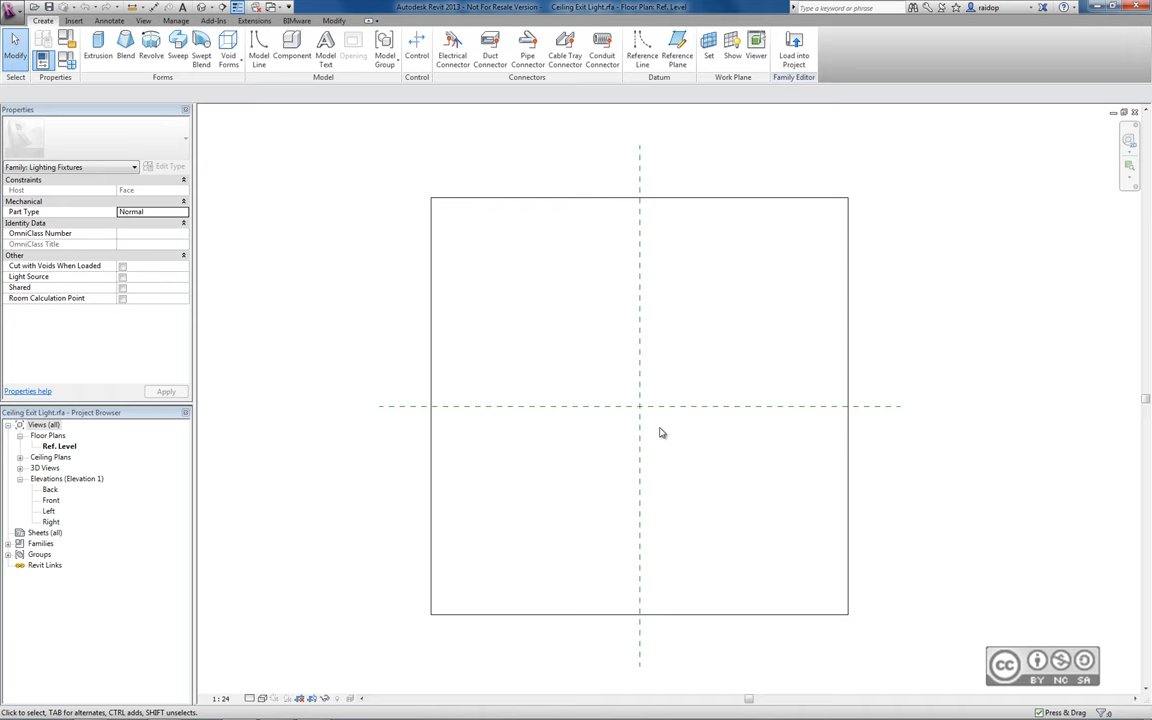 Autodesk Revit 2013 - Not For Resale Version - Ceiling Exit Light.rfa - Floor Plan: Ref. Level
Type a keyword or phrase
raidop
Create Insert Annotate View Manage Add-Ins Extensions BIMware Modify
Modify
Extrusion Blend Revolve Sweep Swept Blend Void Forms
Model Line Component Model Text Opening Model Group
Control
Electrical Connector Duct Connector Pipe Connector Cable Tray Connector Conduit Connector
Reference Line Reference Plane
Set Show Viewer
Load into Project
Select Properties Forms Model Control Connectors Datum Work Plane Family Editor
Properties
Family: Lighting Fixtures Edit Type
Constraints
Host Face
Mechanical
Part Type Normal
Identity Data
OmniClass Number
OmniClass Title
Other
Cut with Voids When Loaded
Light Source
Shared
Room Calculation Point
Properties help Apply
Ceiling Exit Light.rfa - Project Browser
Views (all)
Floor Plans
Ref. Level
Ceiling Plans
3D Views
Elevations (Elevation 1)
Back
Front
Left
Right
Sheets (all)
Families
Groups
Revit Links
cc BY NC SA
1 : 24
Click to select, TAB for alternates, CTRL adds, SHIFT unselects.
Press & Drag :0